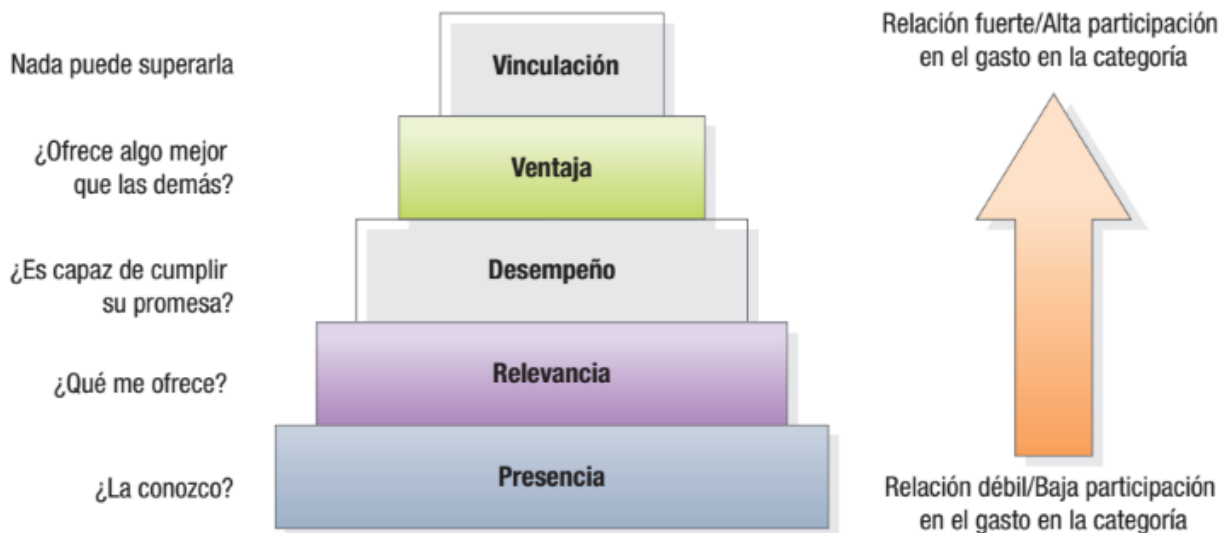 Relación fuerte/Alta participación
en el gasto en la categoría
Nada puede superarla
Vinculación
¿Ofrece algo mejor
que las demás?
Ventaja
¿Es capaz de cumplir
su promesa?
Desempeño
¿Qué me ofrece?
Relevancia
¿La conozco?
Presencia
Relación débil/Baja participación
en el gasto en la categoría